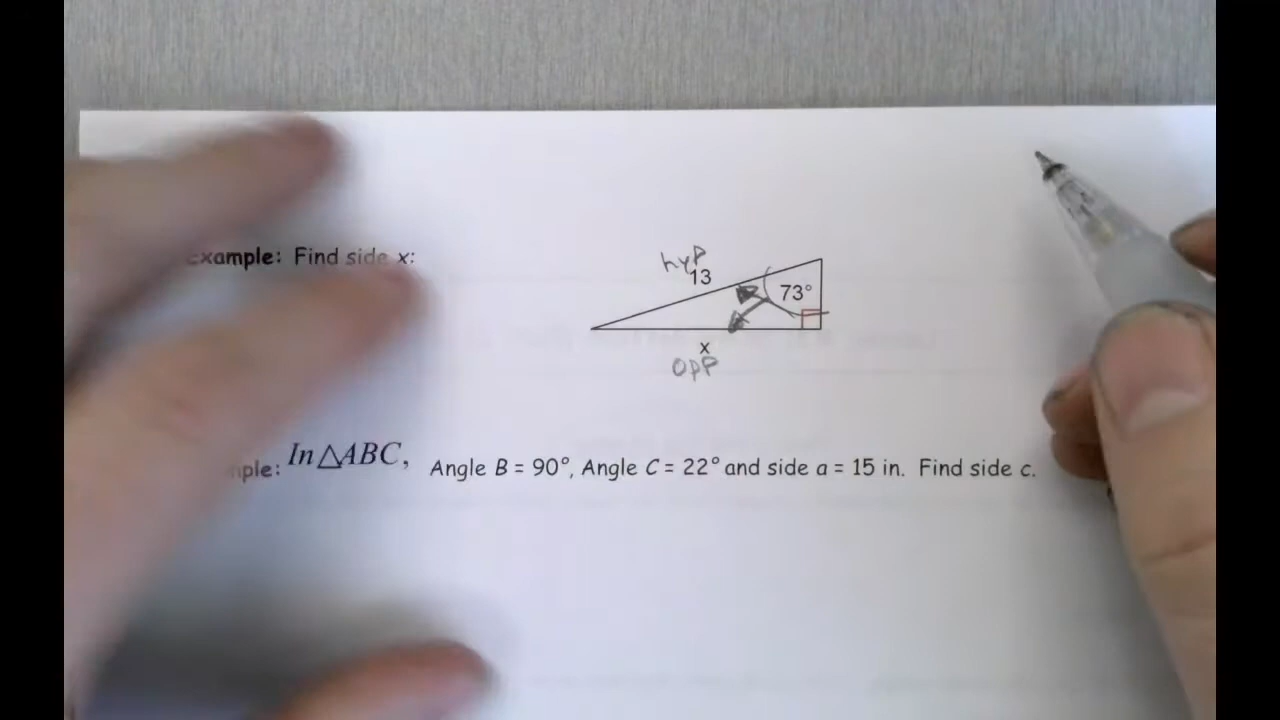 hyp
Example: Find side x:
13
73°
x
opp
In △ABC, Angle B = 90°, Angle C = 22° and side a = 15 in. Find side c.